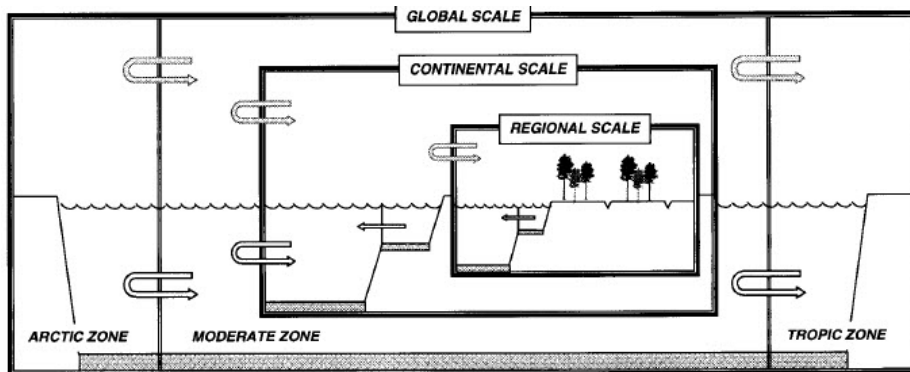 GLOBAL SCALE
CONTINENTAL SCALE
REGIONAL SCALE
ARCTIC ZONE
MODERATE ZONE
TROPIC ZONE